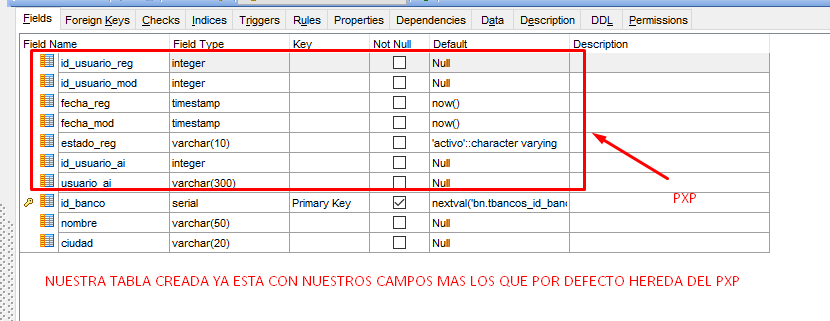 Fields Foreign Keys Checks Indices Triggers Rules Properties Dependencies Data Description DDL Permissions
Field Name Field Type Key Not Null Default Description
id_usuario_reg integer Null
id_usuario_mod integer Null
fecha_reg timestamp now()
fecha_mod timestamp now()
estado_reg varchar(10) 'activo'::character varying
id_usuario_ai integer Null
usuario_ai varchar(300) Null
PXP
id_banco serial Primary Key nextval('bn.tbancos_id_banc
nombre varchar(50) Null
ciudad varchar(20) Null
NUESTRA TABLA CREADA YA ESTA CON NUESTROS CAMPOS MAS LOS QUE POR DEFECTO HEREDA DEL PXP